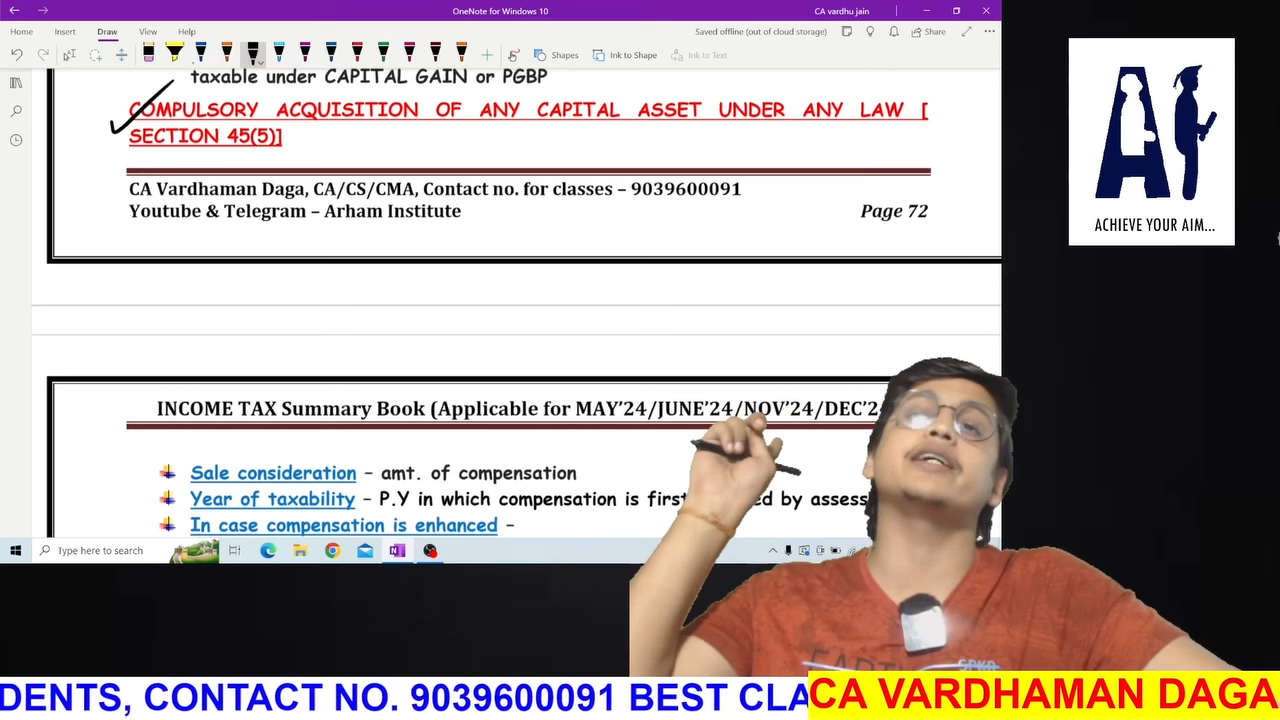 OneNote for Windows 10
CA vardhu jain
Home Insert Draw View Help
Saved offline (out of cloud storage)
Share
Shapes
Ink to Shape
Ink to Text
taxable under CAPITAL GAIN or PGBP
COMPULSORY ACQUISITION OF ANY CAPITAL ASSET UNDER ANY LAW [
SECTION 45(5)]
CA Vardhaman Daga, CA/CS/CMA, Contact no. for classes – 9039600091
Youtube & Telegram – Arham Institute
Page 72
INCOME TAX Summary Book (Applicable for MAY'24/JUNE'24/NOV'24/DEC'2
Sale consideration – amt. of compensation
Year of taxability – P.Y in which compensation is first by
In case compensation is enhanced –
Type here to search
AI
ACHIEVE YOUR AIM...
DENTS, CONTACT NO. 9039600091 BEST CLA
CA VARDHAMAN DAGA